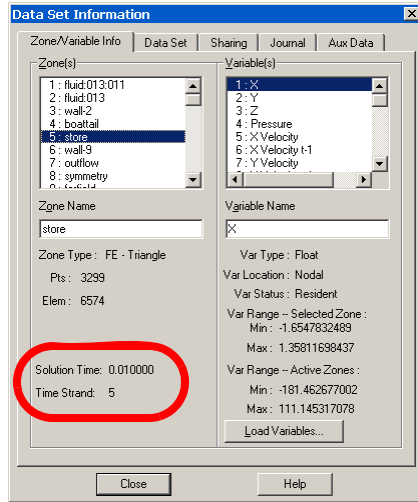 Data Set Information
Zone/Variable Info
Data Set
Sharing
Journal
Aux Data
Zone(s)
1 : fluid:013:011
2 : fluid:013
3 : wall-2
4 : boattail
5 : store
6 : wall-9
7 : outflow
8 : symmetry
Zone Name
store
Zone Type : FE - Triangle
Pts : 3299
Elem : 6574
Solution Time: 0.010000
Time Strand: 5
Variable(s)
1 : X
2 : Y
3 : Z
4 : Pressure
5 : X Velocity
6 : X Velocity t-1
7 : Y Velocity
Variable Name
X
Var Type : Float
Var Location : Nodal
Var Status : Resident
Var Range -- Selected Zone :
Min : -1.6547832489
Max : 1.35811698437
Var Range -- Active Zones :
Min : -181.462677002
Max : 111.145317078
Load Variables...
Close
Help